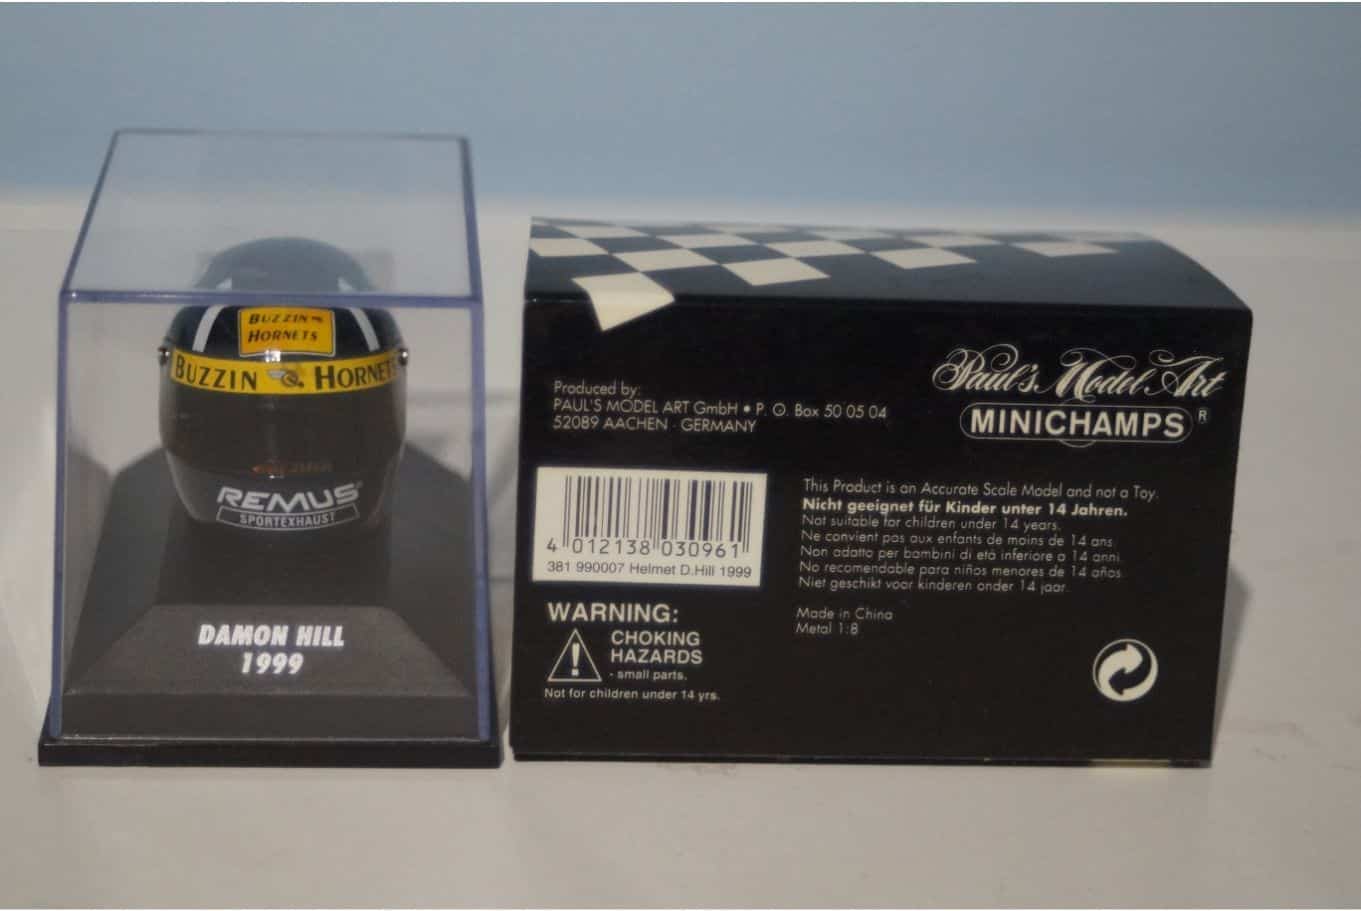 BUZZIN
HORNETS
BUZZIN HORNETS
REMUS
SPORTEXHAUST
DAMON HILL
1999
Produced by:
PAUL'S MODEL ART GmbH • P. O. Box 50 05 04
52089 AACHEN - GERMANY
Paul's Model Art
MINICHAMPS ®
4 012138 030961
381 990007 Helmet D.Hill 1999
WARNING:
CHOKING
HAZARDS
- small parts.
Not for children under 14 yrs.
This Product is an Accurate Scale Model and not a Toy.
Nicht geeignet für Kinder unter 14 Jahren.
Not suitable for children under 14 years.
Ne convient pas aux enfants de moins de 14 ans.
Non adatto per bambini di età inferiore a 14 anni.
No recomendable para niños menores de 14 años.
Niet geschikt voor kinderen onder 14 jaar.
Made in China
Metal 1:8